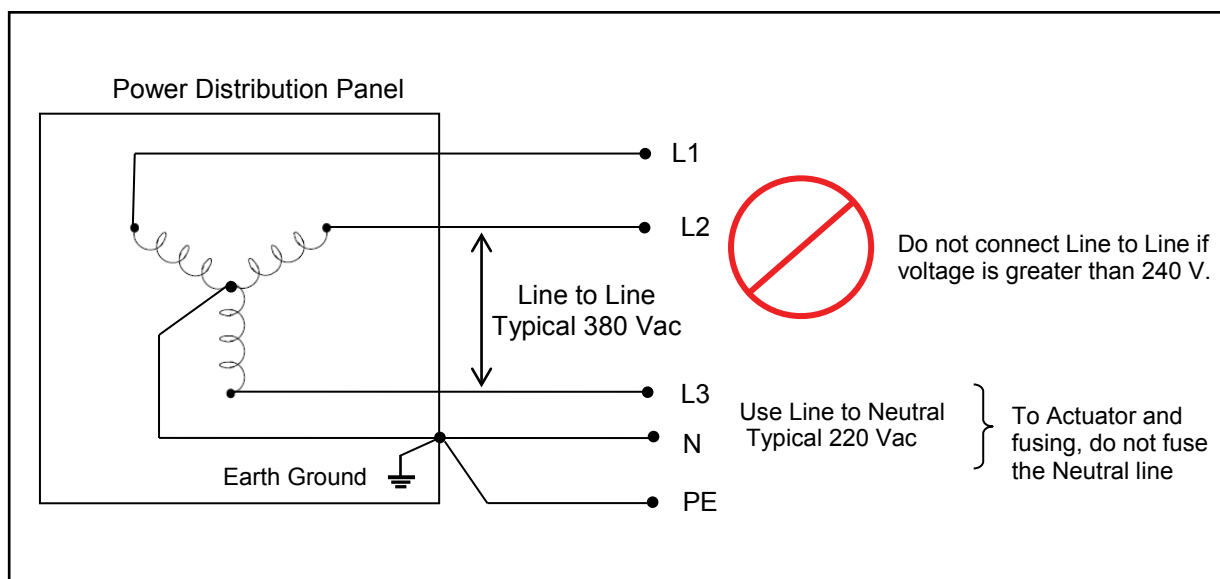 Power Distribution Panel
L1
L2
Do not connect Line to Line if
voltage is greater than 240 V.
Line to Line
Typical 380 Vac
L3
Use Line to Neutral
Typical 220 Vac
To Actuator and
fusing, do not fuse
the Neutral line
N
Earth Ground
PE